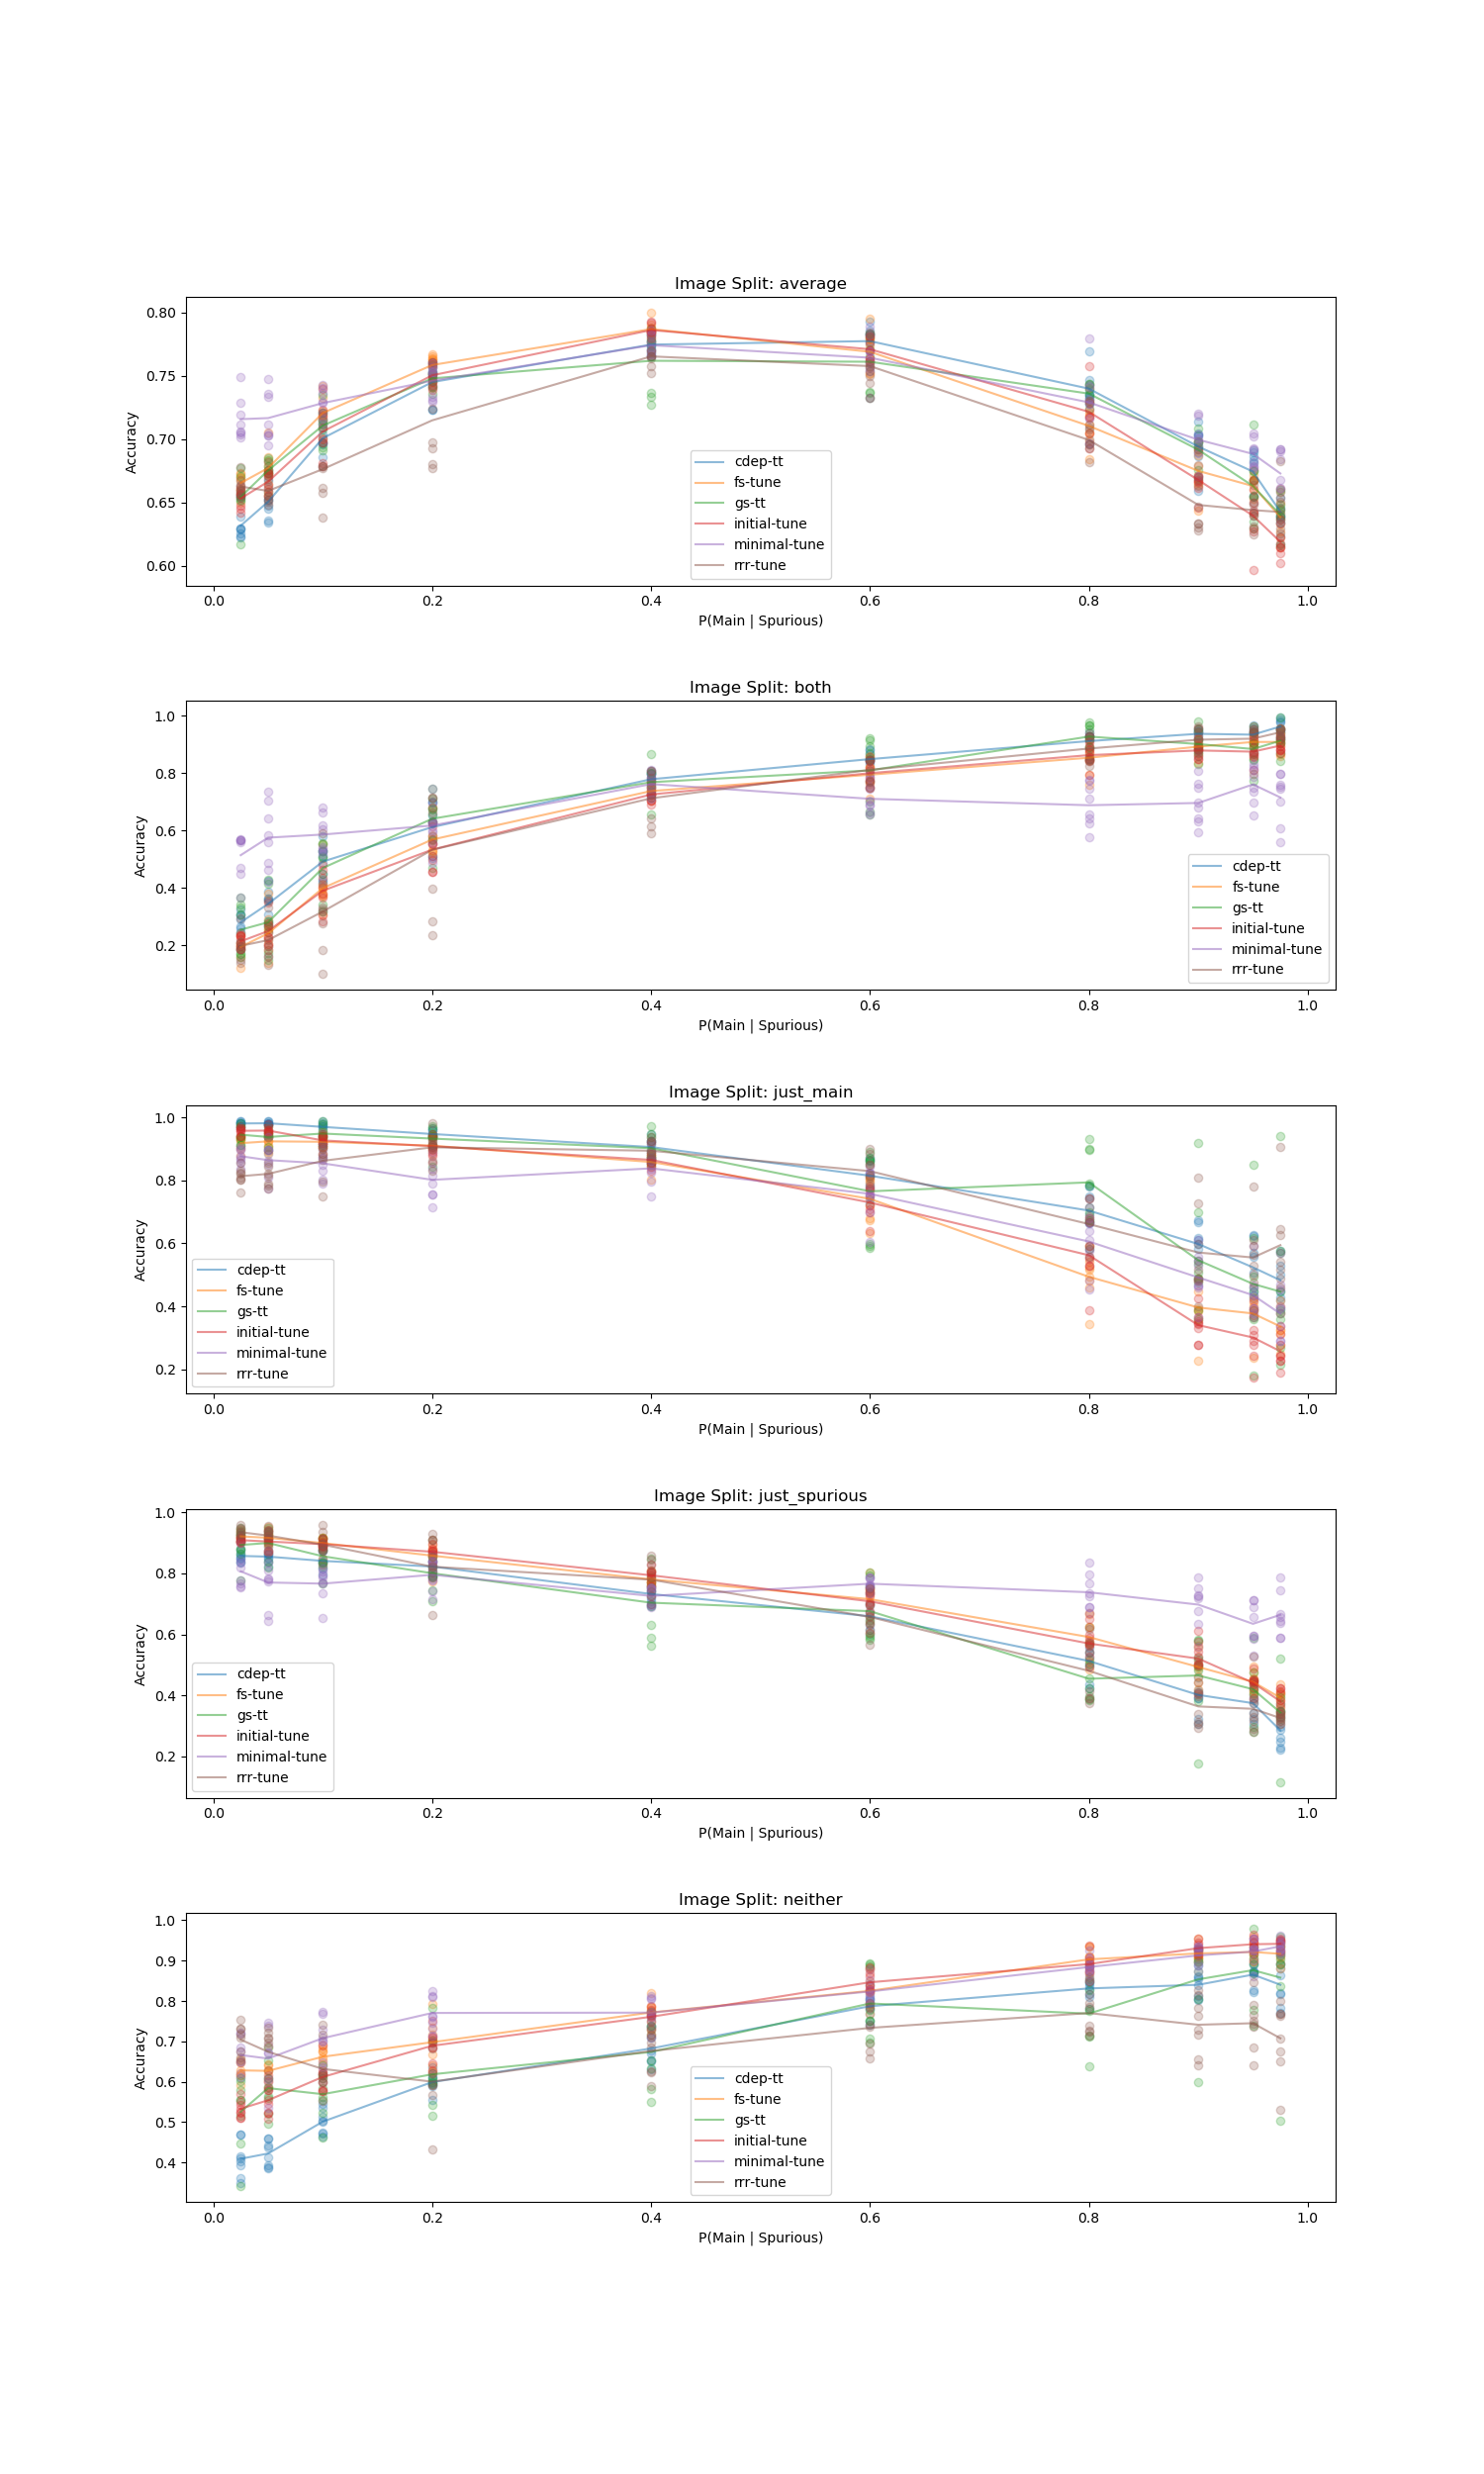 Image Split: average
Accuracy
0.80
0.75
0.70
0.65
0.60
cdep-tt
fs-tune
gs-tt
initial-tune
minimal-tune
rrr-tune
0.0 0.2 0.4 0.6 0.8 1.0
P(Main | Spurious)
Image Split: both
Accuracy
1.0
0.8
0.6
0.4
0.2
cdep-tt
fs-tune
gs-tt
initial-tune
minimal-tune
rrr-tune
0.0 0.2 0.4 0.6 0.8 1.0
P(Main | Spurious)
Image Split: just_main
Accuracy
1.0
0.8
0.6
0.4
0.2
cdep-tt
fs-tune
gs-tt
initial-tune
minimal-tune
rrr-tune
0.0 0.2 0.4 0.6 0.8 1.0
P(Main | Spurious)
Image Split: just_spurious
Accuracy
1.0
0.8
0.6
0.4
0.2
cdep-tt
fs-tune
gs-tt
initial-tune
minimal-tune
rrr-tune
0.0 0.2 0.4 0.6 0.8 1.0
P(Main | Spurious)
Image Split: neither
Accuracy
1.0
0.9
0.8
0.7
0.6
0.5
0.4
cdep-tt
fs-tune
gs-tt
initial-tune
minimal-tune
rrr-tune
0.0 0.2 0.4 0.6 0.8 1.0
P(Main | Spurious)